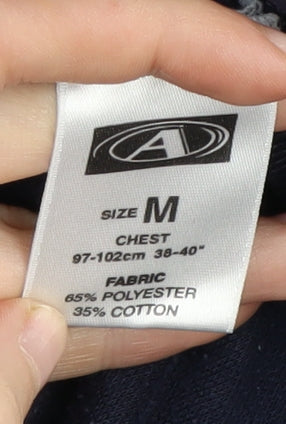 A
SIZE M
CHEST
97-102cm 38-40"
FABRIC
65% POLYESTER
35% COTTON